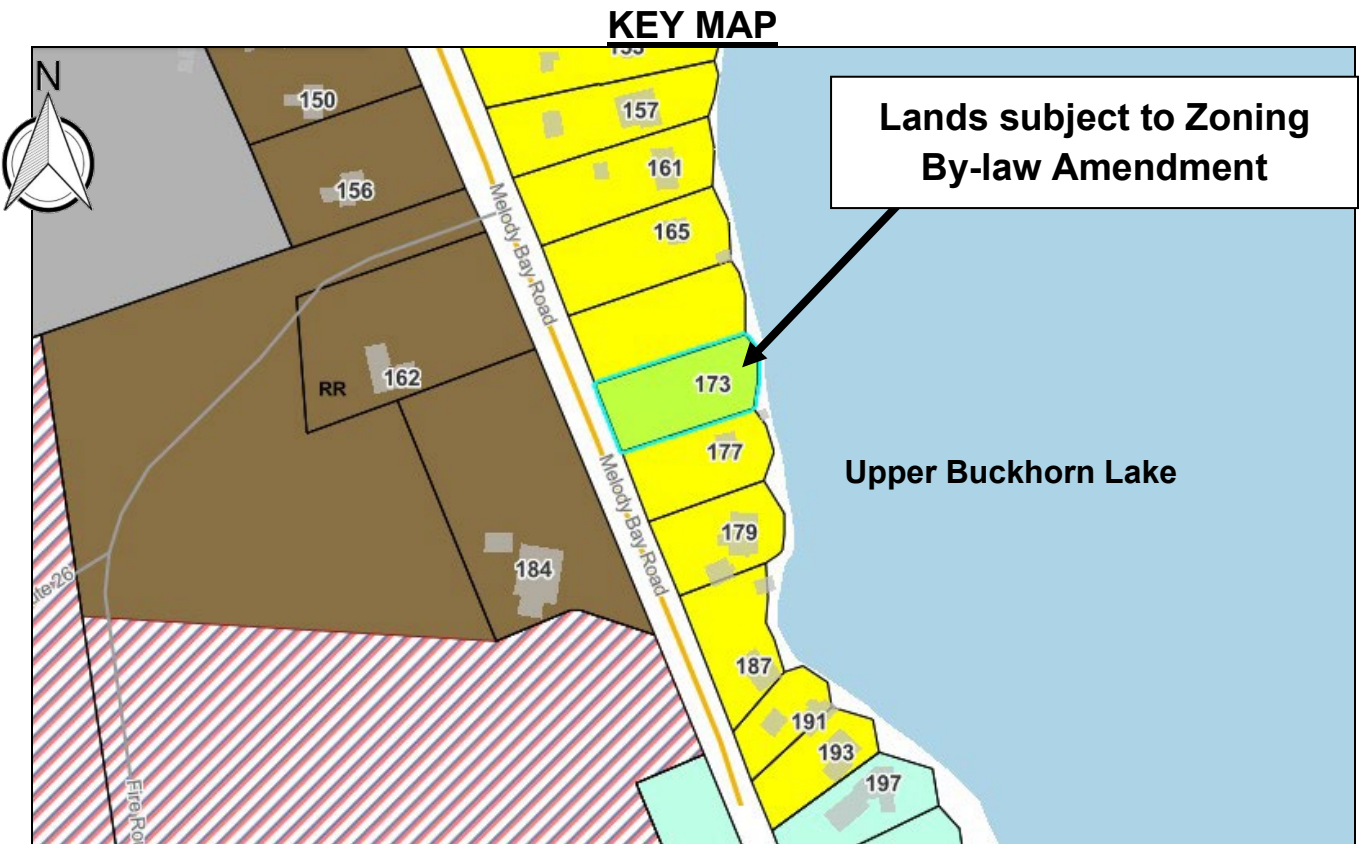 KEY MAP
N
Lands subject to Zoning
By-law Amendment
150
157
156
161
165
Melody Bay Road
RR
162
173
177
Upper Buckhorn Lake
Melody Bay Road
179
184
187
191
193
197